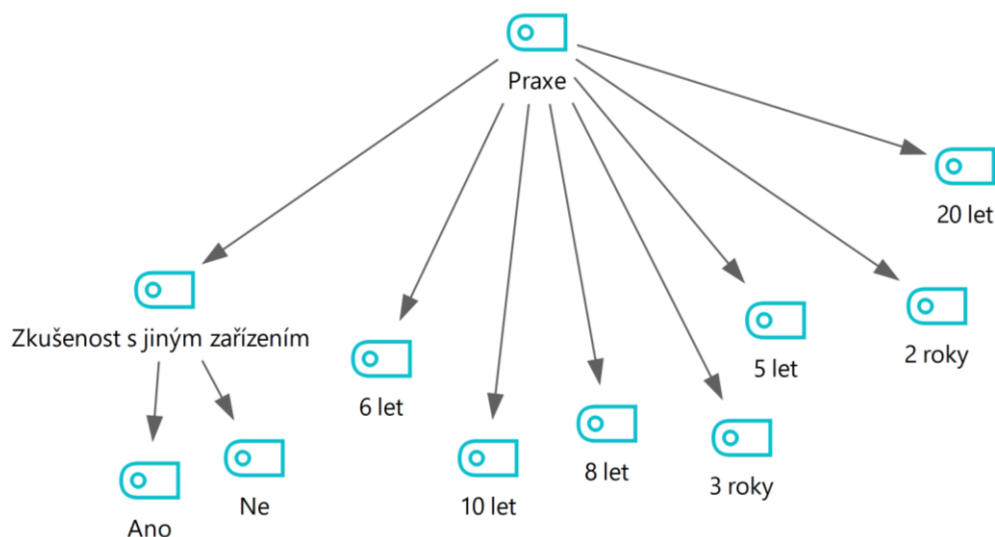 Praxe
20 let
Zkušenost s jiným zařízením
2 roky
5 let
6 let
8 let
3 roky
10 let
Ne
Ano